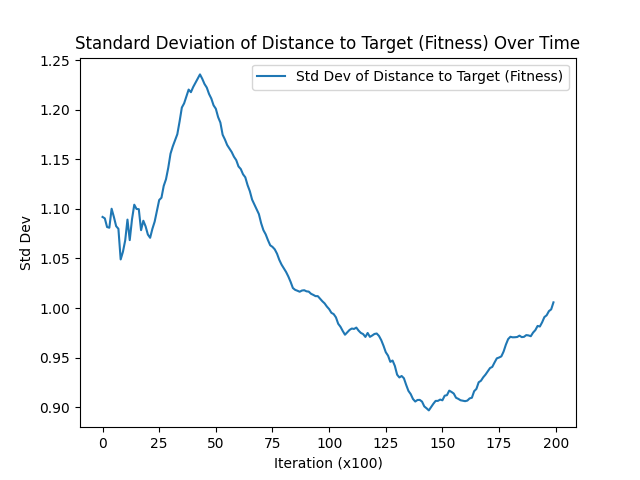 Standard Deviation of Distance to Target (Fitness) Over Time
Std Dev of Distance to Target (Fitness)
1.25
1.20
1.15
1.10
1.05
1.00
0.95
0.90
Std Dev
0 25 50 75 100 125 150 175 200
Iteration (x100)